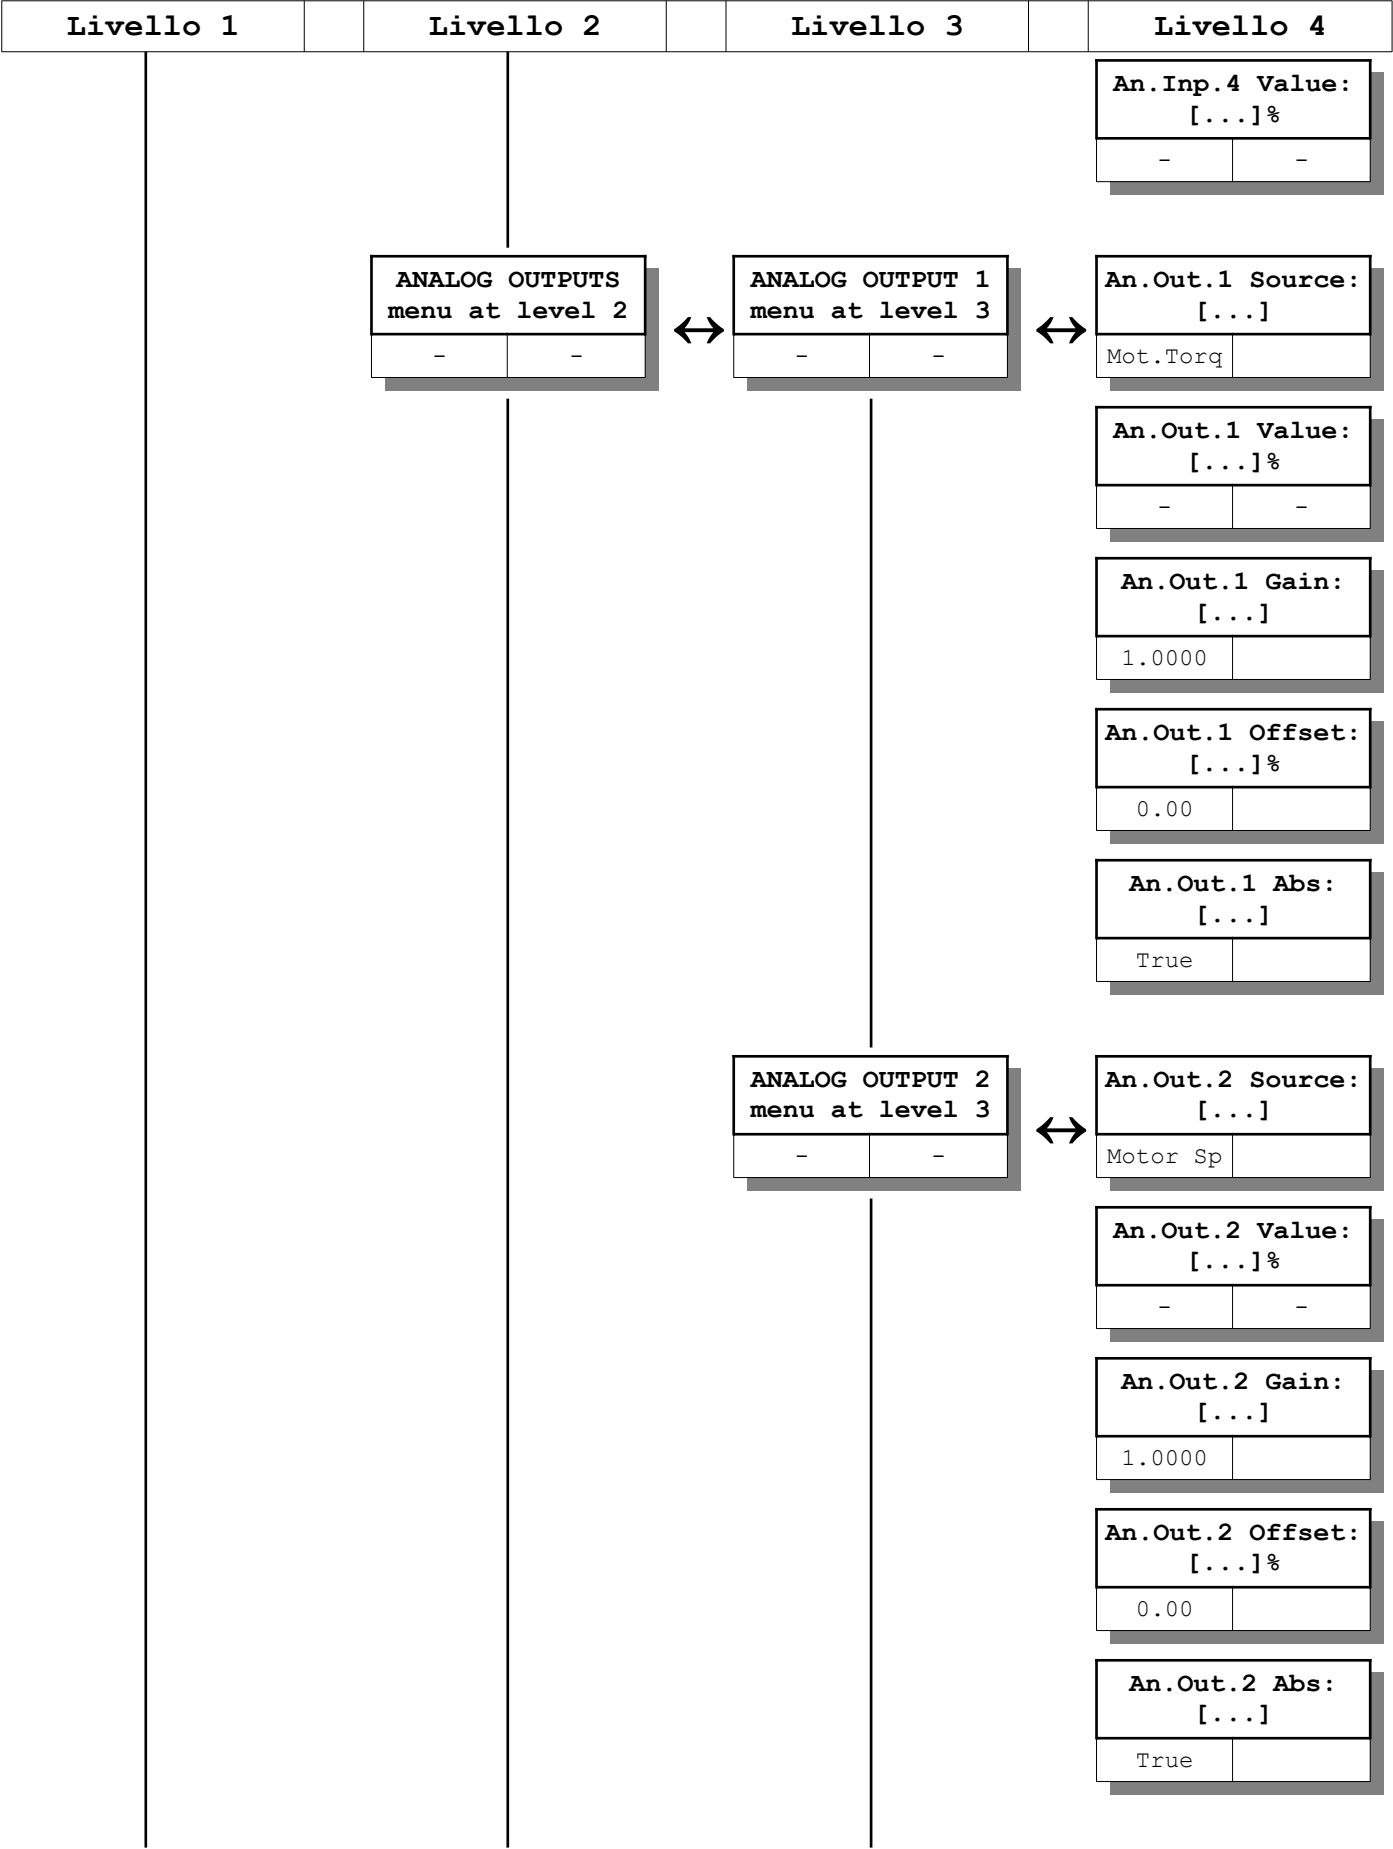 Livello 1 Livello 2 Livello 3 Livello 4
An.Inp.4 Value:
[...]%
- -
ANALOG OUTPUTS
menu at level 2
- -
ANALOG OUTPUT 1
menu at level 3
- -
An.Out.1 Source:
[...]
Mot.Torq
An.Out.1 Value:
[...]%
- -
An.Out.1 Gain:
[...]
1.0000
An.Out.1 Offset:
[...]%
0.00
An.Out.1 Abs:
[...]
True
ANALOG OUTPUT 2
menu at level 3
- -
An.Out.2 Source:
[...]
Motor Sp
An.Out.2 Value:
[...]%
- -
An.Out.2 Gain:
[...]
1.0000
An.Out.2 Offset:
[...]%
0.00
An.Out.2 Abs:
[...]
True